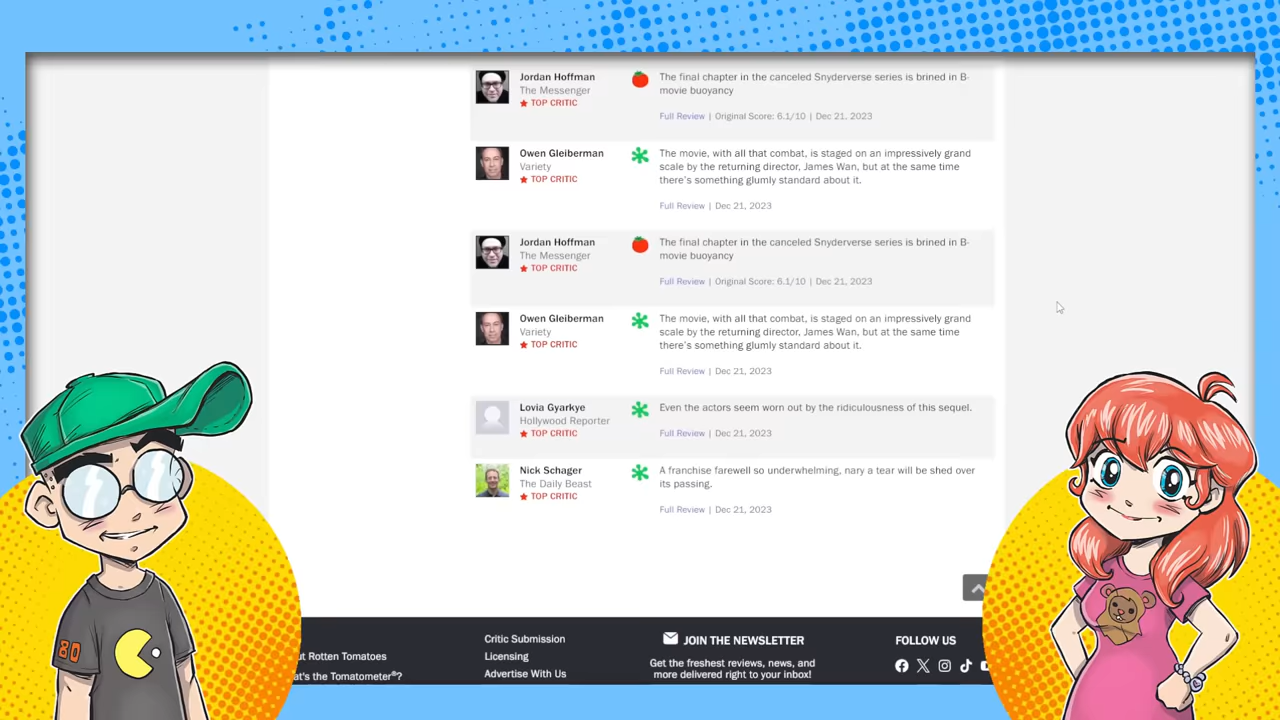 Jordan Hoffman
The Messenger
TOP CRITIC
The final chapter in the canceled Snyderverse series is brined in B-
movie buoyancy
Full Review | Original Score: 6.1/10 | Dec 21, 2023
Owen Gleiberman
Variety
TOP CRITIC
The movie, with all that combat, is staged on an impressively grand
scale by the returning director, James Wan, but at the same time
there's something glumly standard about it.
Full Review | Dec 21, 2023
Jordan Hoffman
The Messenger
TOP CRITIC
The final chapter in the canceled Snyderverse series is brined in B-
movie buoyancy
Full Review | Original Score: 6.1/10 | Dec 21, 2023
Owen Gleiberman
Variety
TOP CRITIC
The movie, with all that combat, is staged on an impressively grand
scale by the returning director, James Wan, but at the same time
there's something glumly standard about it.
Full Review | Dec 21, 2023
Lovia Gyarkye
Hollywood Reporter
TOP CRITIC
Even the actors seem worn out by the ridiculousness of this sequel.
Full Review | Dec 21, 2023
Nick Schager
The Daily Beast
TOP CRITIC
A franchise farewell so underwhelming, nary a tear will be shed over
its passing.
Full Review | Dec 21, 2023
ut Rotten Tomatoes
at's the Tomatometer®?
Critic Submission
Licensing
Advertise With Us
JOIN THE NEWSLETTER
Get the freshest reviews, news, and
more delivered right to your inbox!
FOLLOW US
80